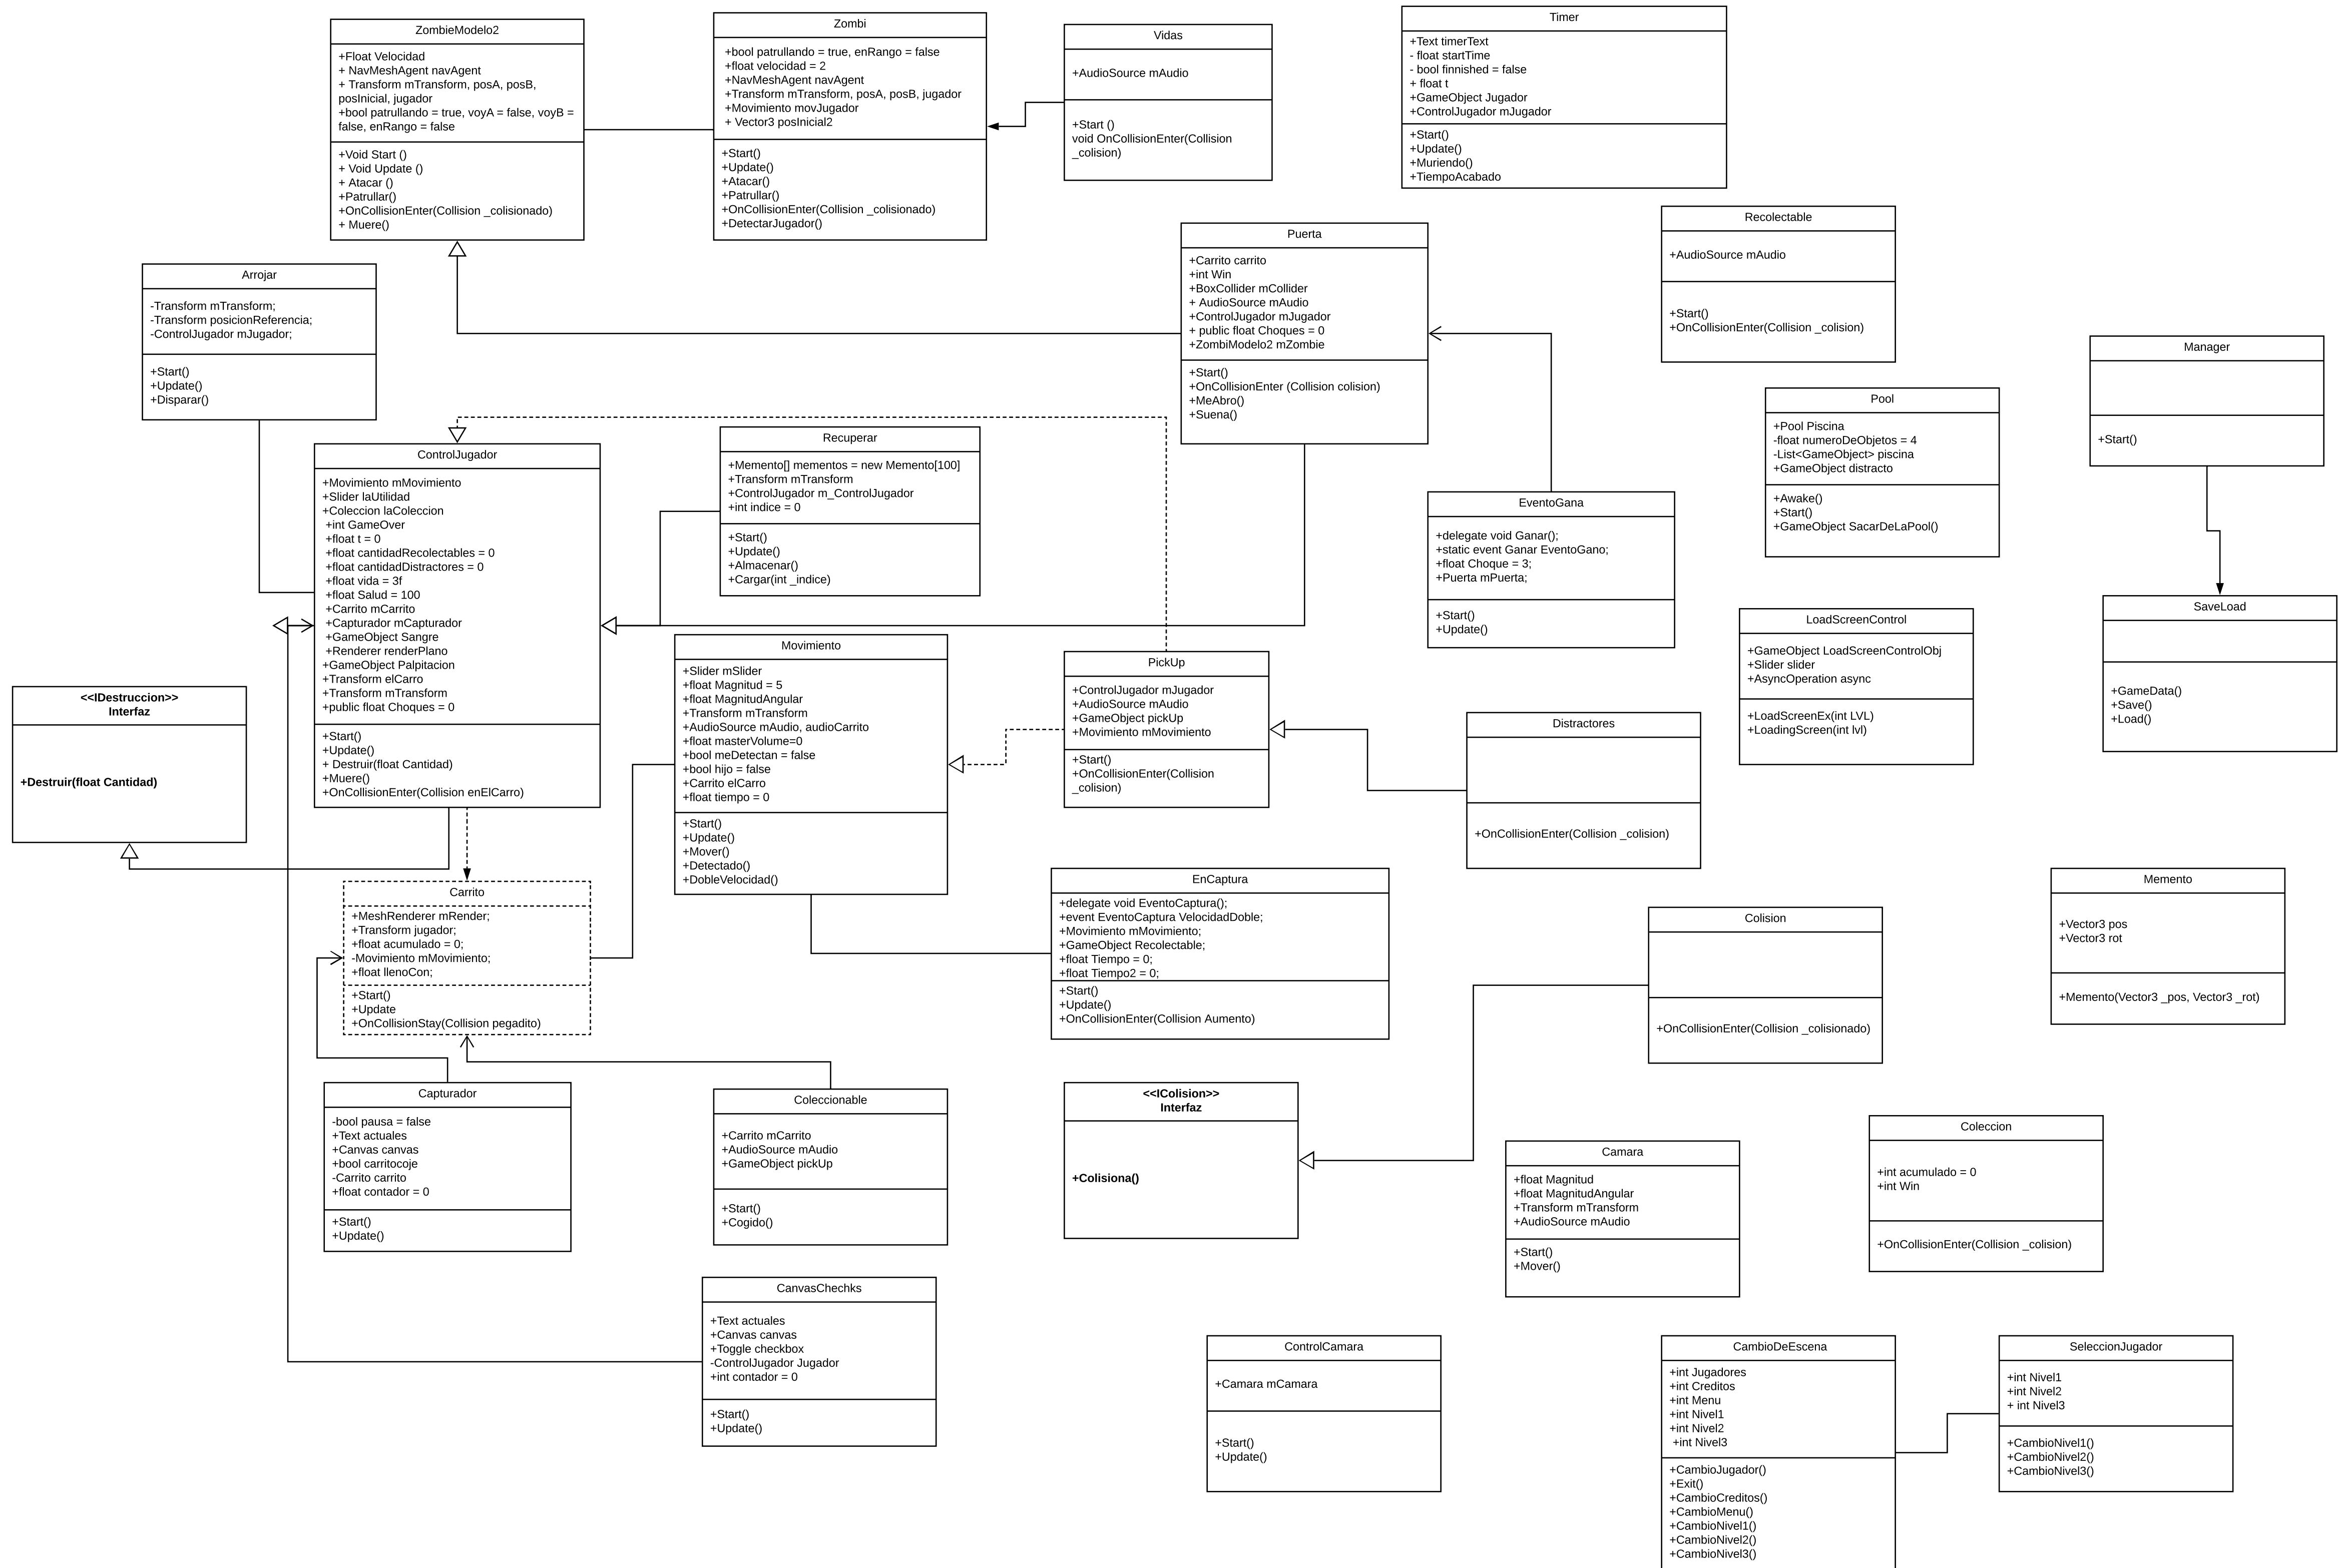 ZombieModelo2
+Float Velocidad
+ NavMeshAgent navAgent
+ Transform mTransform, posA, posB,
posInicial, jugador
+bool patrullando = true, voyA = false, voyB =
false, enRango = false
+Void Start ()
+ Void Update ()
+ Atacar ()
+Patrullar()
+OnCollisionEnter(Collision _colisionado)
+ Muere()
Zombi
+bool patrullando = true, enRango = false
+float velocidad = 2
+NavMeshAgent navAgent
+Transform mTransform, posA, posB, jugador
+Movimiento movJugador
+ Vector3 posInicial2
+Start()
+Update()
+Atacar()
+Patrullar()
+OnCollisionEnter(Collision _colisionado)
+DetectarJugador()
Vidas
+AudioSource mAudio
+Start ()
void OnCollisionEnter(Collision
_colision)
Timer
+Text timerText
- float startTime
- bool finnished = false
+ float t
+GameObject Jugador
+ControlJugador mJugador
+Start()
+Update()
+Muriendo()
+TiempoAcabado
Recolectable
+AudioSource mAudio
+Start()
+OnCollisionEnter(Collision _colision)
Puerta
+Carrito carrito
+int Win
+BoxCollider mCollider
+ AudioSource mAudio
+ControlJugador mJugador
+ public float Choques = 0
+ZombiModelo2 mZombie
+Start()
+OnCollisionEnter (Collision colision)
+MeAbro()
+Suena()
Arrojar
-Transform mTransform;
-Transform posicionReferencia;
-ControlJugador mJugador;
+Start()
+Update()
+Disparar()
Manager
+Start()
Pool
+Pool Piscina
-float numeroDeObjetos = 4
-List<GameObject> piscina
+GameObject distracto
+Awake()
+Start()
+GameObject SacarDeLaPool()
ControlJugador
+Movimiento mMovimiento
+Slider laUtilidad
+Coleccion laColeccion
+int GameOver
+float t = 0
+float cantidadRecolectables = 0
+float cantidadDistractores = 0
+float vida = 3f
+float Salud = 100
+Carrito mCarrito
+Capturador mCapturador
+GameObject Sangre
+Renderer renderPlano
+GameObject Palpitacion
+Transform elCarro
+Transform mTransform
+public float Choques = 0
+Start()
+Update()
+ Destruir(float Cantidad)
+Muere()
+OnCollisionEnter(Collision enElCarro)
Recuperar
+Memento[] mementos = new Memento[100]
+Transform mTransform
+ControlJugador m_ControlJugador
+int indice = 0
+Start()
+Update()
+Almacenar()
+Cargar(int _indice)
EventoGana
+delegate void Ganar();
+static event Ganar EventoGano;
+float Choque = 3;
+Puerta mPuerta;
+Start()
+Update()
SaveLoad
+GameData()
+Save()
+Load()
LoadScreenControl
+GameObject LoadScreenControlObj
+Slider slider
+AsyncOperation async
+LoadScreenEx(int LVL)
+LoadingScreen(int lvl)
Movimiento
+Slider mSlider
+float Magnitud = 5
+float MagnitudAngular
+Transform mTransform
+AudioSource mAudio, audioCarrito
+float masterVolume=0
+bool meDetectan = false
+bool hijo = false
+Carrito elCarro
+float tiempo = 0
+Start()
+Update()
+Mover()
+Detectado()
+DobleVelocidad()
PickUp
+ControlJugador mJugador
+AudioSource mAudio
+GameObject pickUp
+Movimiento mMovimiento
+Start()
+OnCollisionEnter(Collision
_colision)
<<IDestruccion>>
Interfaz
+Destruir(float Cantidad)
Distractores
+OnCollisionEnter(Collision _colision)
Carrito
+MeshRenderer mRender;
+Transform jugador;
+float acumulado = 0;
-Movimiento mMovimiento;
+float llenoCon;
+Start()
+Update
+OnCollisionStay(Collision pegadito)
EnCaptura
+delegate void EventoCaptura();
+event EventoCaptura VelocidadDoble;
+Movimiento mMovimiento;
+GameObject Recolectable;
+float Tiempo = 0;
+float Tiempo2 = 0;
+Start()
+Update()
+OnCollisionEnter(Collision Aumento)
Memento
+Vector3 pos
+Vector3 rot
+Memento(Vector3 _pos, Vector3 _rot)
Colision
+OnCollisionEnter(Collision _colisionado)
Capturador
-bool pausa = false
+Text actuales
+Canvas canvas
+bool carritocoje
-Carrito carrito
+float contador = 0
+Start()
+Update()
Coleccionable
+Carrito mCarrito
+AudioSource mAudio
+GameObject pickUp
+Start()
+Cogido()
<<IColision>>
Interfaz
+Colisiona()
Coleccion
+int acumulado = 0
+int Win
+OnCollisionEnter(Collision _colision)
Camara
+float Magnitud
+float MagnitudAngular
+Transform mTransform
+AudioSource mAudio
+Start()
+Mover()
CanvasChechks
+Text actuales
+Canvas canvas
+Toggle checkbox
-ControlJugador Jugador
+int contador = 0
+Start()
+Update()
ControlCamara
+Camara mCamara
+Start()
+Update()
CambioDeEscena
+int Jugadores
+int Creditos
+int Menu
+int Nivel1
+int Nivel2
+int Nivel3
+CambioJugador()
+Exit()
+CambioCreditos()
+CambioMenu()
+CambioNivel1()
+CambioNivel2()
+CambioNivel3()
SeleccionJugador
+int Nivel1
+int Nivel2
+ int Nivel3
+CambioNivel1()
+CambioNivel2()
+CambioNivel3()